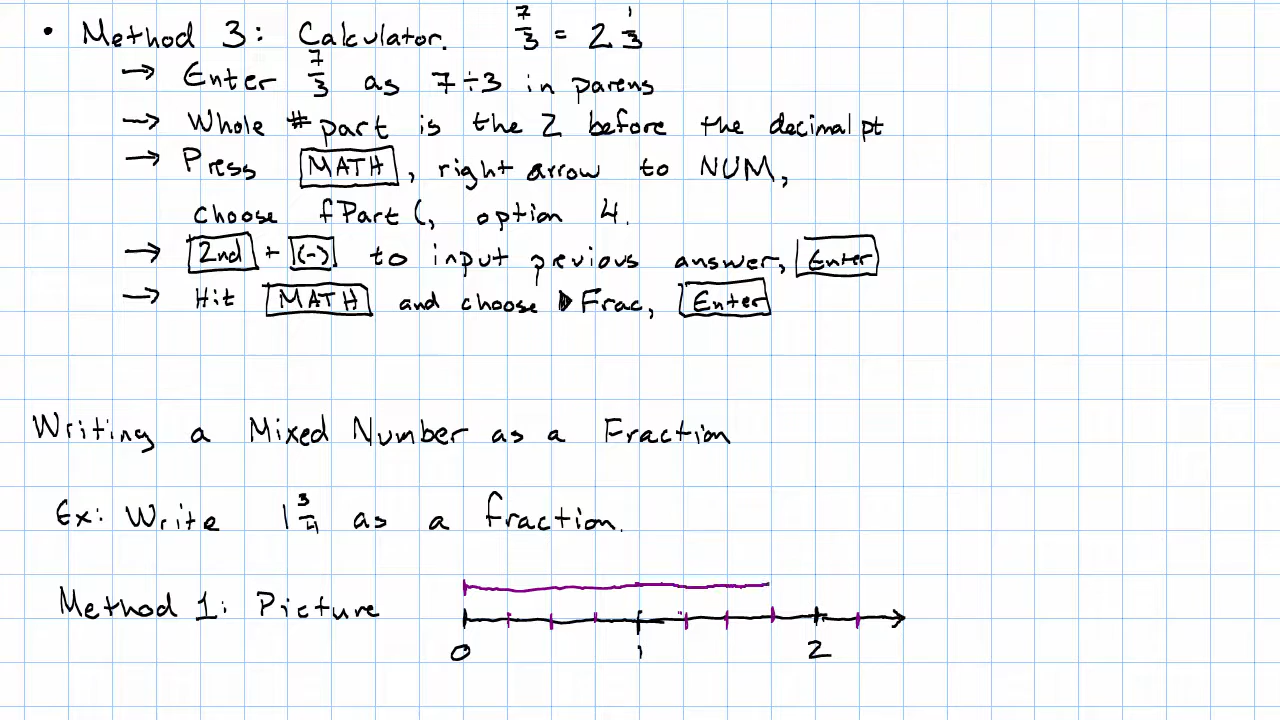 • Method 3: Calculator. 7/3 = 2 1/3
→ Enter 7/3 as 7÷3 in parens
→ Whole # part is the 2 before the decimal pt
→ Press MATH, right arrow to NUM,
choose fPart(, option 4.
→ 2nd + (-) to input previous answer, Enter
→ Hit MATH and choose ▶Frac, Enter
Writing a Mixed Number as a Fraction
Ex: Write 1 3/4 as a fraction.
Method 1: Picture
0 1 2